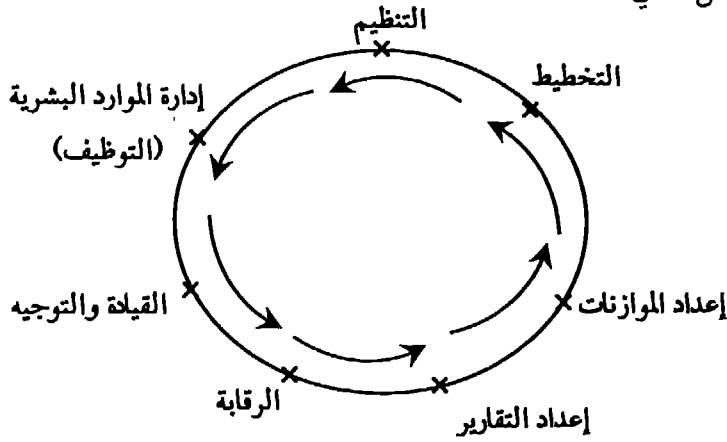 التنظيم
التخطيط
إدارة الموارد البشرية
(التوظيف)
القيادة والتوجيه
إعداد الموازنات
الرقابة
إعداد التقارير